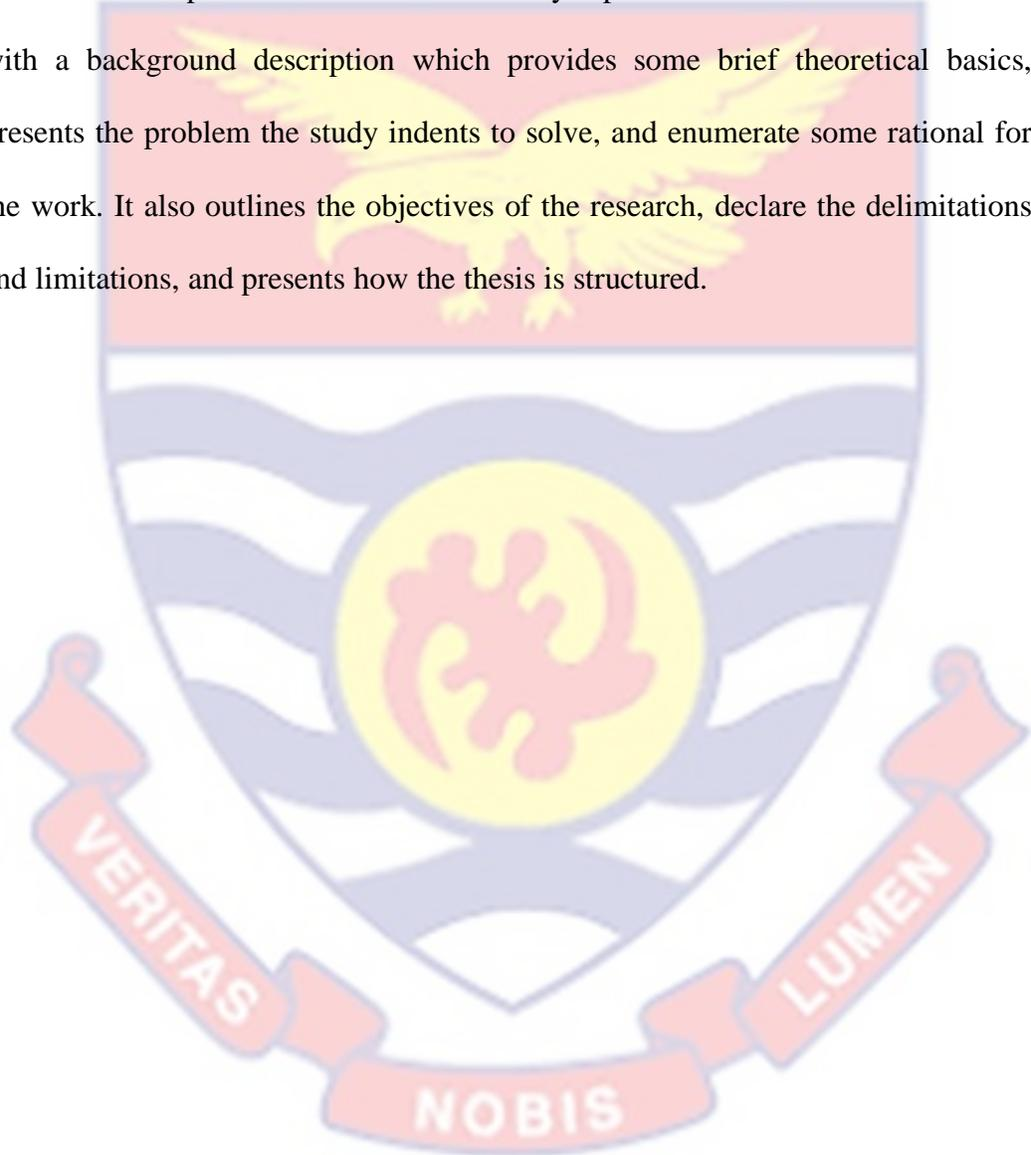 with a background description which provides some brief theoretical basics,
presents the problem the study indents to solve, and enumerate some rational for
the work. It also outlines the objectives of the research, declare the delimitations
and limitations, and presents how the thesis is structured.
VERITAS
NOBIS
LUMEN